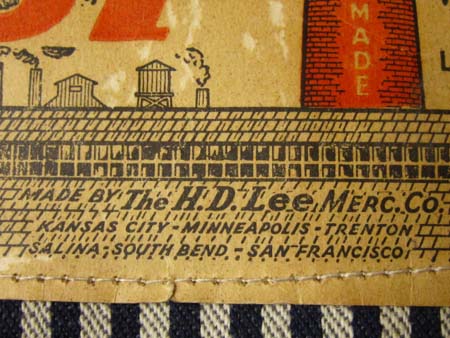 MADE
MADE BY The H.D. Lee MERC. CO.
KANSAS CITY - MINNEAPOLIS - TRENTON
SALINA, SOUTH BEND, SAN FRANCISCO